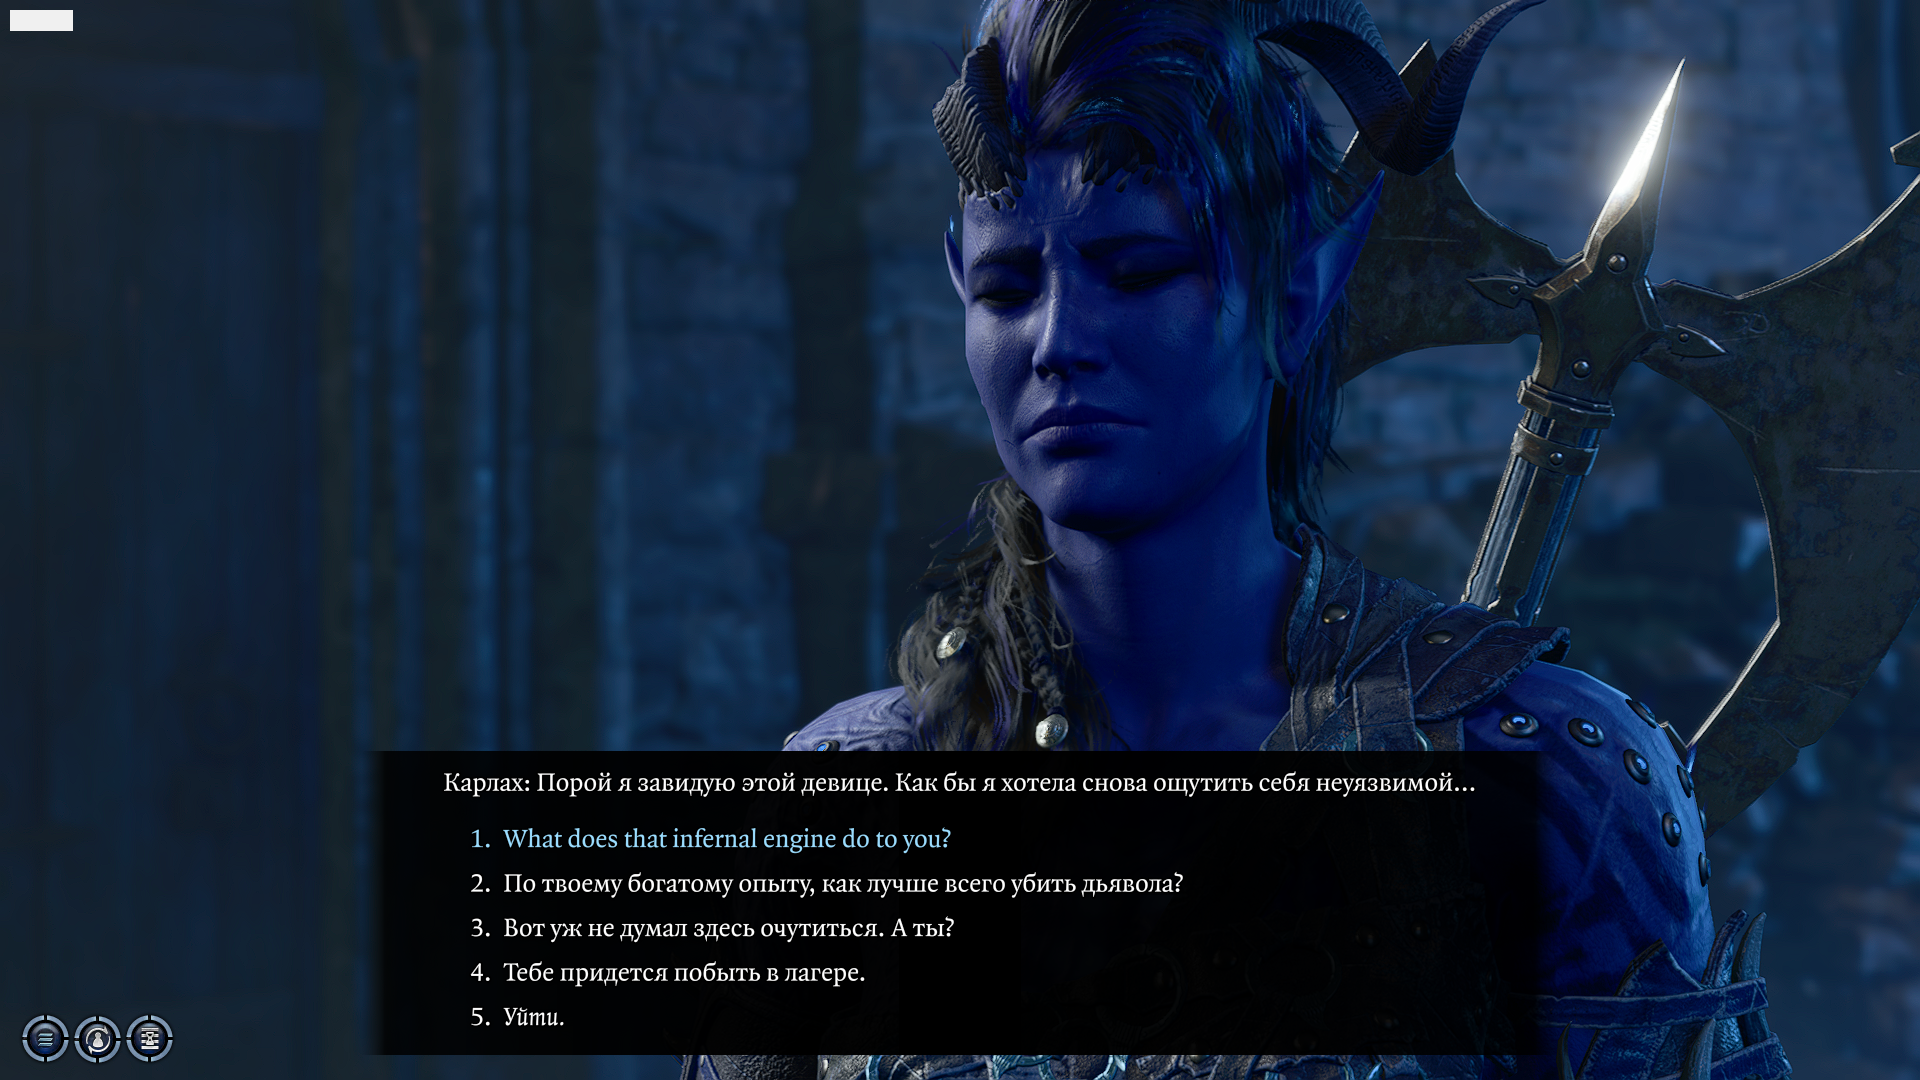 Карлах: Порой я завидую этой девице. Как бы я хотела снова ощутить себя неуязвимой...
1. What does that infernal engine do to you?
2. По твоему богатому опыту, как лучше всего убить дьявола?
3. Вот уж не думал здесь очутиться. А ты?
4. Тебе придется побыть в лагере.
5. Уйти.